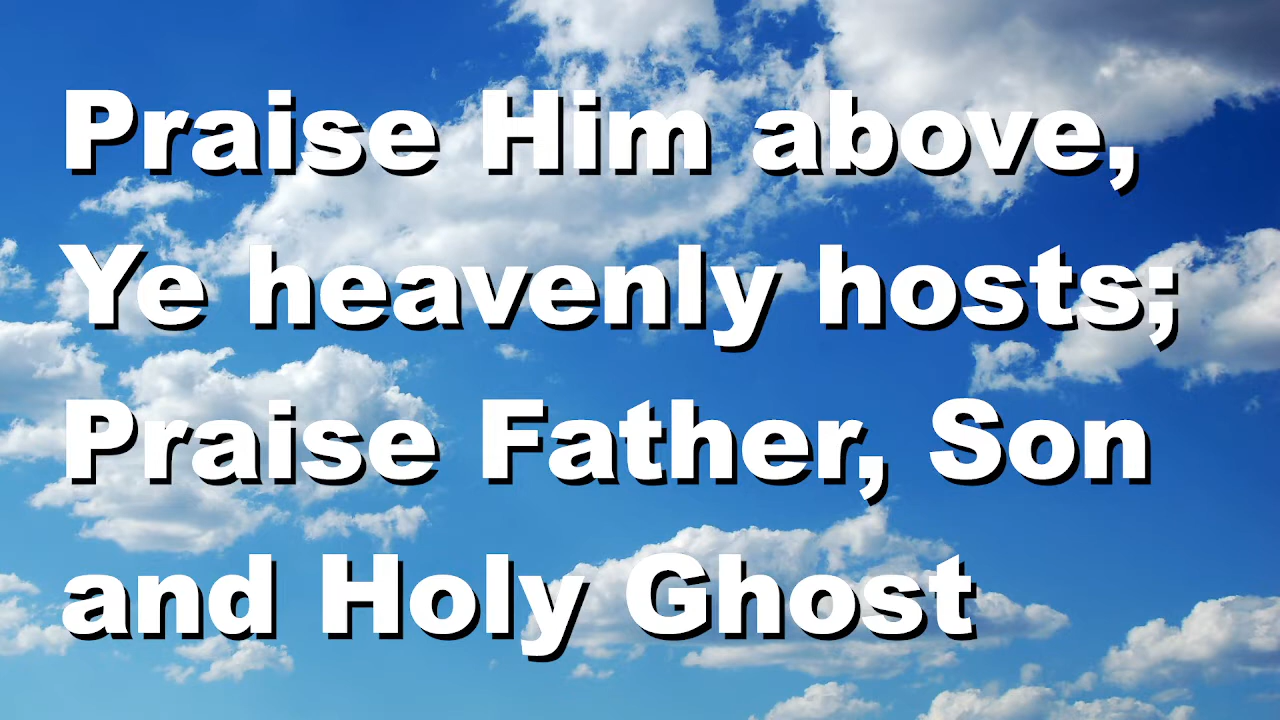 Praise Him above,
Ye heavenly hosts;
Praise Father, Son
and Holy Ghost